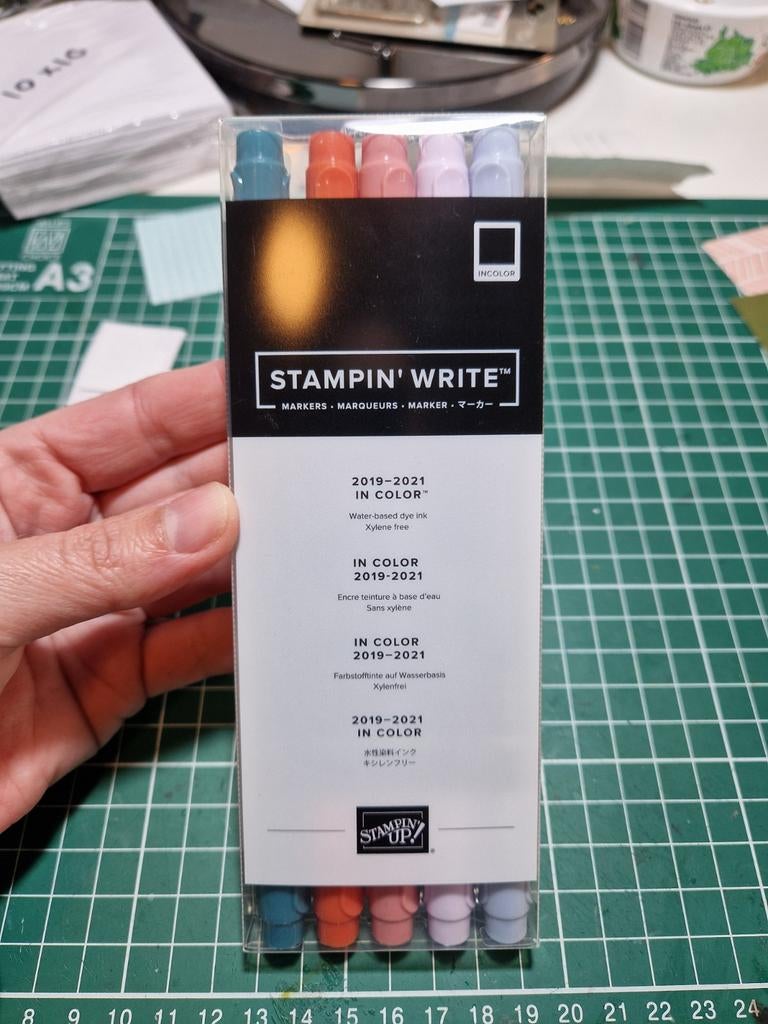 10 x 10
A3
INCOLOR
STAMPIN' WRITE™
MARKERS • MARQUEURS • MARKER • マーカー
2019–2021
IN COLOR™
Water-based dye ink
Xylene free
IN COLOR
2019-2021
Encre teinture à base d'eau
Sans xylène
IN COLOR
2019–2021
Farbstofftinte auf Wasserbasis
Xylenfrei
2019–2021
IN COLOR
水性染料インク
キシレンフリー
STAMPIN'
UP!®
8 9 10 11 12 13 14 15 16 17 18 19 20 21 22 23 24